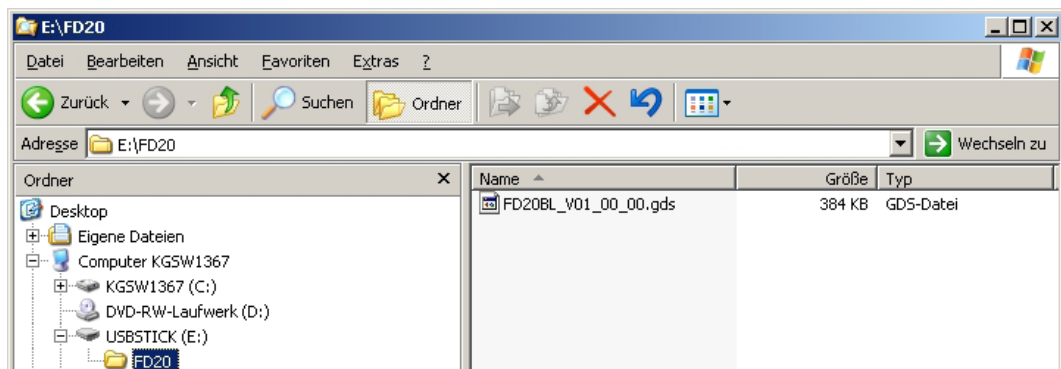 E:\FD20
Datei Bearbeiten Ansicht Favoriten Extras ?
Zurück Suchen Ordner
Adresse E:\FD20 Wechseln zu
Ordner Name Größe Typ
Desktop FD20BL_V01_00_00.gds 384 KB GDS-Datei
Eigene Dateien
Computer KGSW1367
KGSW1367 (C:)
DVD-RW-Laufwerk (D:)
USBSTICK (E:)
FD20